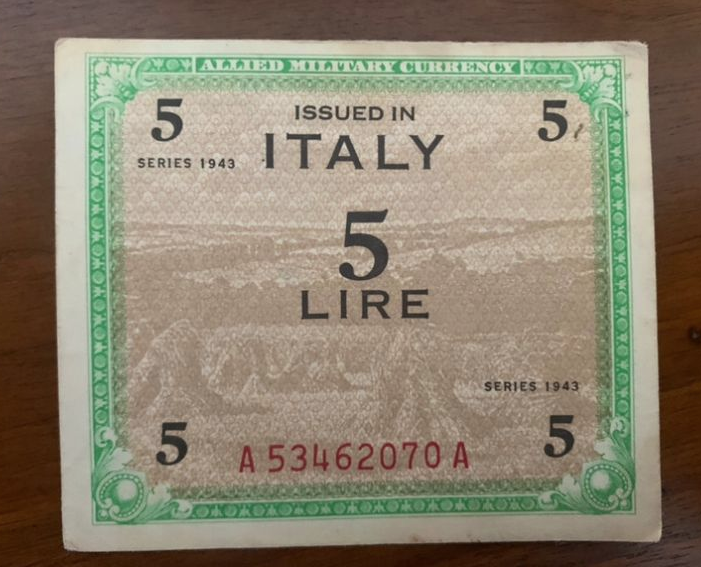 ALLIED MILITARY CURRENCY
5 ISSUED IN 5
SERIES 1943 ITALY
5
LIRE
SERIES 1943
5 A 53462070 A 5